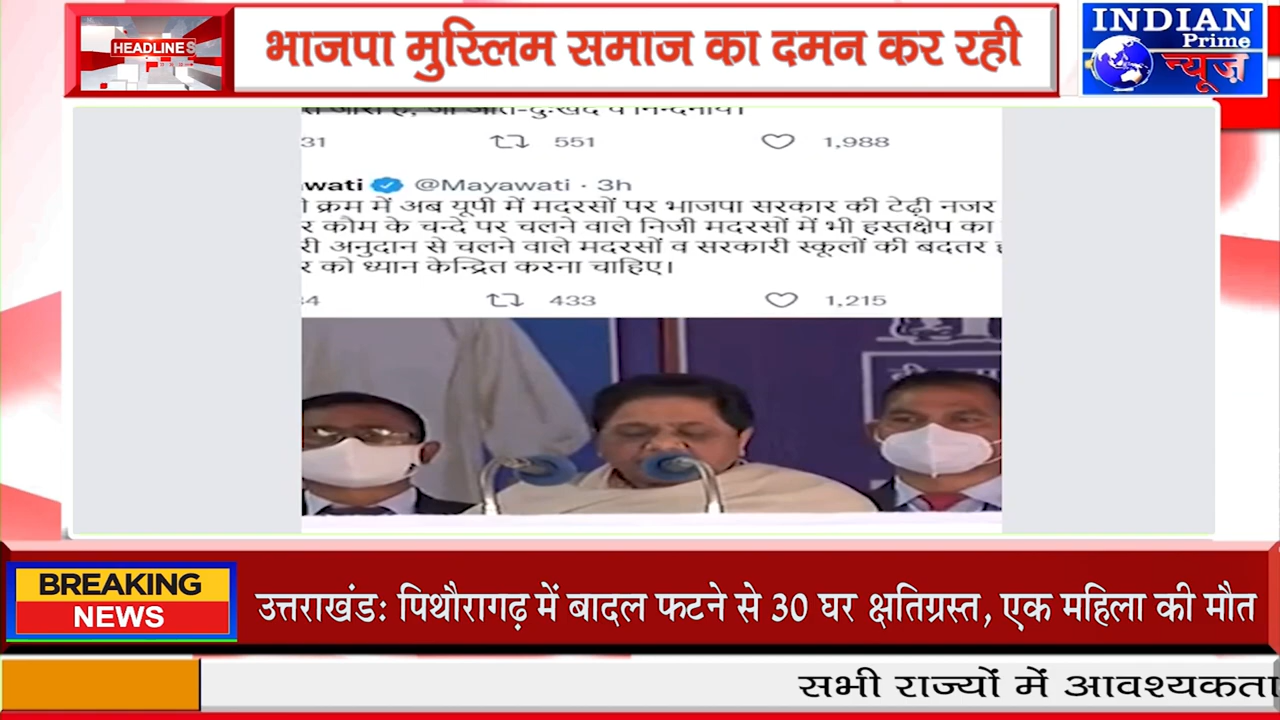 HEADLINES
भाजपा मुस्लिम समाज का दमन कर रही
INDIAN
Prime
न्यूज़
31 551 1,988
wati @Mayawati · 3h
क्रम में अब यूपी में मदरसों पर भाजपा सरकार की टेढ़ी नजर
कौम के चन्दे पर चलने वाले निजी मदरसों में भी हस्तक्षेप का
अनुदान से चलने वाले मदरसों व सरकारी स्कूलों की बदतर
को ध्यान केन्द्रित करना चाहिए।
433 1,215
BREAKING
NEWS
उत्तराखंड: पिथौरागढ़ में बादल फटने से 30 घर क्षतिग्रस्त, एक महिला की मौत
सभी राज्यों में आवश्यकता